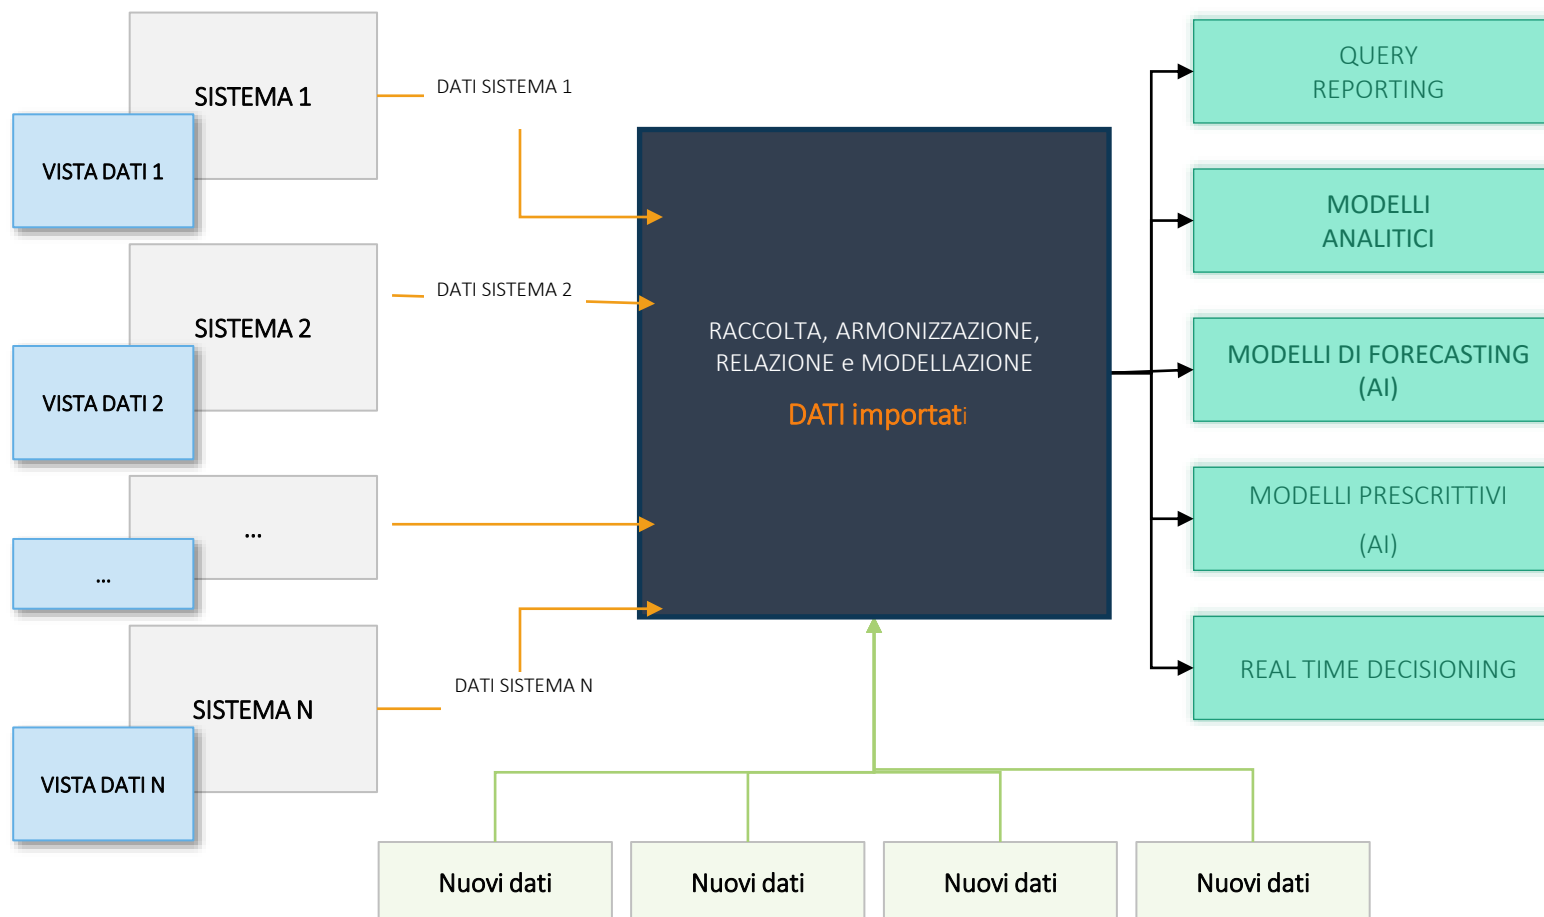 SISTEMA 1
VISTA DATI 1
DATI SISTEMA 1
SISTEMA 2
VISTA DATI 2
DATI SISTEMA 2
...
...
SISTEMA N
VISTA DATI N
DATI SISTEMA N
RACCOLTA, ARMONIZZAZIONE,
RELAZIONE e MODELLAZIONE
DATI importati
QUERY
REPORTING
MODELLI
ANALITICI
MODELLI DI FORECASTING
(AI)
MODELLI PRESCRITTIVI
(AI)
REAL TIME DECISIONING
Nuovi dati
Nuovi dati
Nuovi dati
Nuovi dati